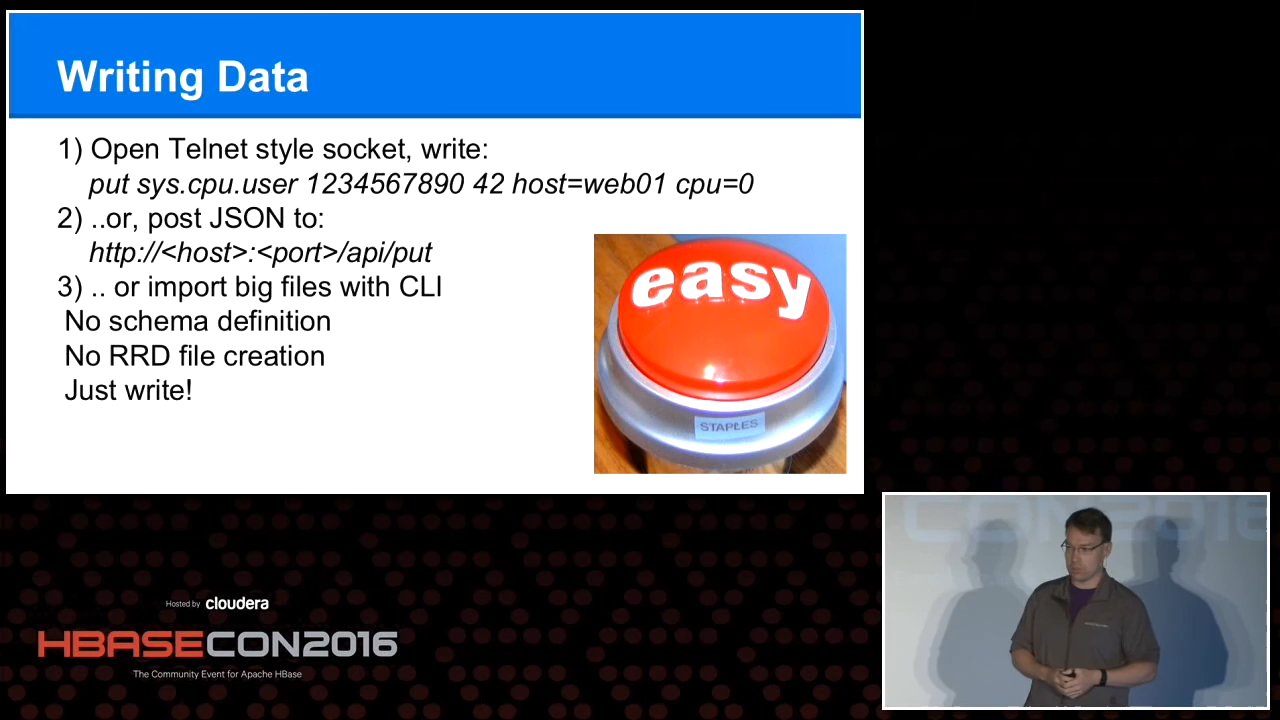 Writing Data
1) Open Telnet style socket, write:
put sys.cpu.user 1234567890 42 host=web01 cpu=0
2) ..or, post JSON to:
http://<host>:<port>/api/put
3) .. or import big files with CLI
No schema definition
No RRD file creation
Just write!
easy
STAPLES
Hosted by cloudera
HBASECON2016
The Community Event for Apache HBase
CON2016